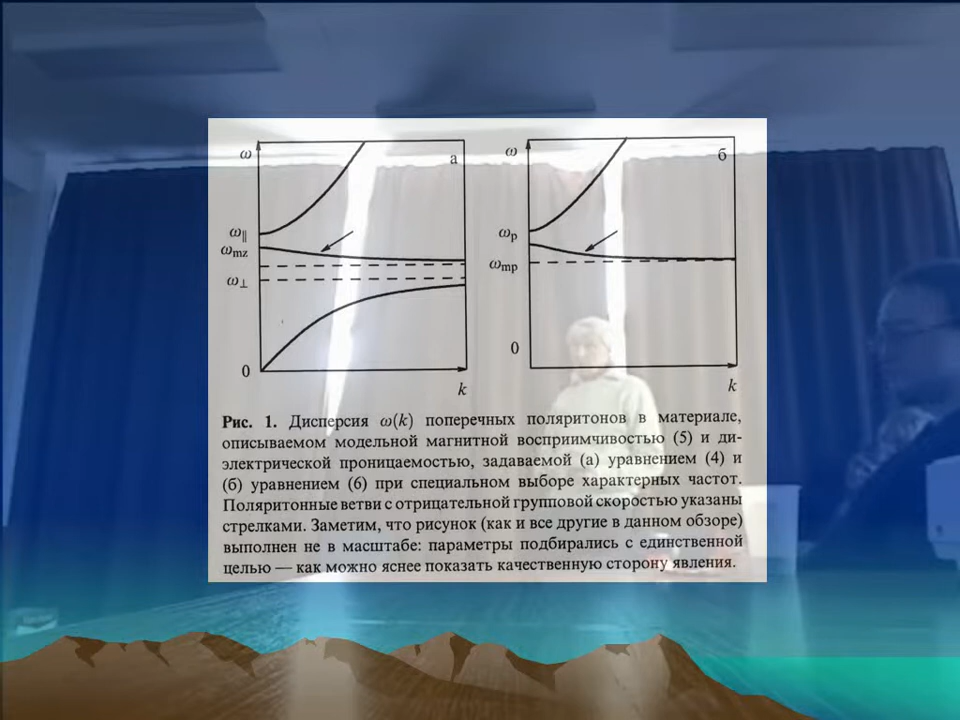 ω
а
ω∥
ωmz
ω⊥
0
k
ω
б
ωp
ωmp
0
k
Рис. 1. Дисперсия ω(k) поперечных поляритонов в материале,
описываемом модельной магнитной восприимчивостью (5) и ди-
электрической проницаемостью, задаваемой (а) уравнением (4) и
(б) уравнением (6) при специальном выборе характерных частот.
Поляритонные ветви с отрицательной групповой скоростью указаны
стрелками. Заметим, что рисунок (как и все другие в данном обзоре)
выполнен не в масштабе: параметры подбирались с единственной
целью — как можно яснее показать качественную сторону явления.